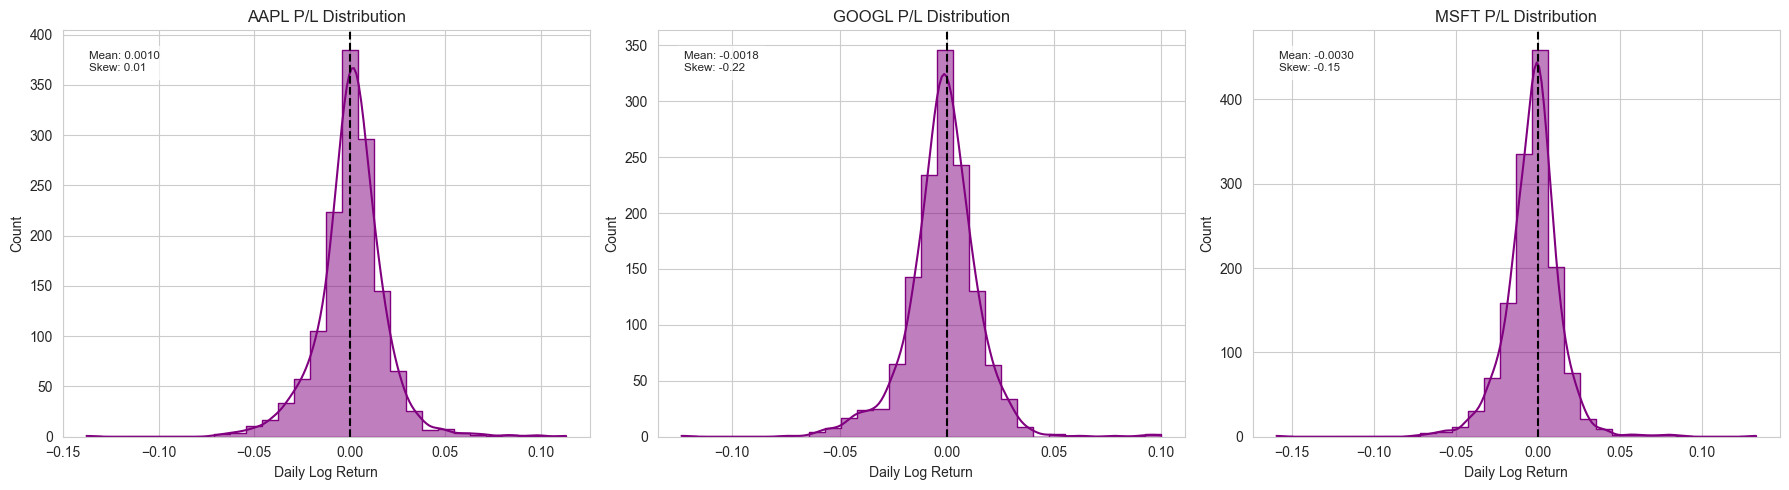 AAPL P/L Distribution
Mean: 0.0010
Skew: 0.01
400
350
300
250
200
150
100
50
0
Count
−0.15
−0.10
−0.05
0.00
0.05
0.10
Daily Log Return
GOOGL P/L Distribution
Mean: -0.0018
Skew: -0.22
350
300
250
200
150
100
50
0
Count
−0.10
−0.05
0.00
0.05
0.10
Daily Log Return
MSFT P/L Distribution
Mean: -0.0030
Skew: -0.15
400
300
200
100
0
Count
−0.15
−0.10
−0.05
0.00
0.05
0.10
Daily Log Return